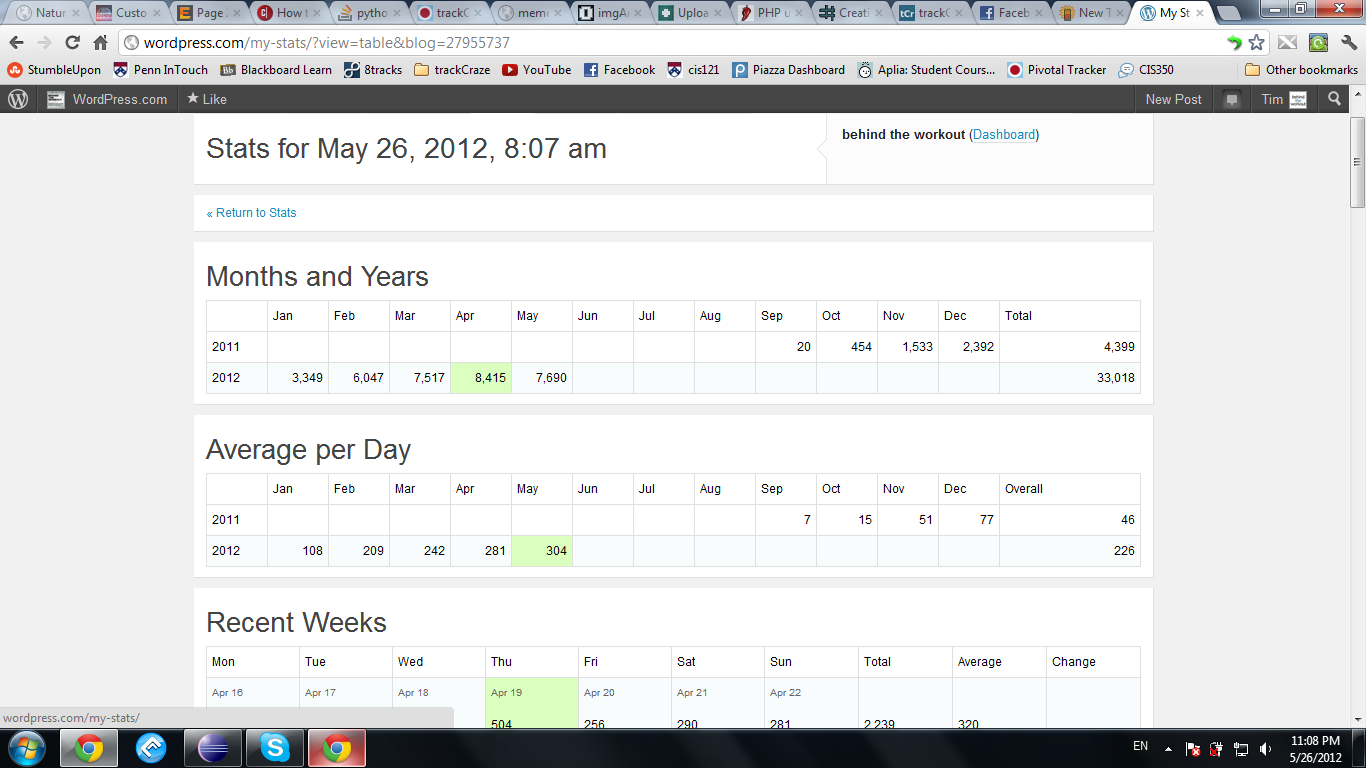 Natur
Custo
Page
How t
pytho
trackC
meme
imgA
Uploa
PHP u
Creati
trackC
Faceb
New T
My St
wordpress.com/my-stats/?view=table&blog=27955737
StumbleUpon Penn InTouch Blackboard Learn 8tracks trackCraze YouTube Facebook cis121 Piazza Dashboard Aplia: Student Cours... Pivotal Tracker CIS350 Other bookmarks
WordPress.com Like New Post Tim
Stats for May 26, 2012, 8:07 am
behind the workout (Dashboard)
« Return to Stats
Months and Years
Jan Feb Mar Apr May Jun Jul Aug Sep Oct Nov Dec Total
2011 20 454 1,533 2,392 4,399
2012 3,349 6,047 7,517 8,415 7,690 33,018
Average per Day
Jan Feb Mar Apr May Jun Jul Aug Sep Oct Nov Dec Overall
2011 7 15 51 77 46
2012 108 209 242 281 304 226
Recent Weeks
Mon Tue Wed Thu Fri Sat Sun Total Average Change
Apr 16 Apr 17 Apr 18 Apr 19 Apr 20 Apr 21 Apr 22
504 256 290 281 2,239 320
wordpress.com/my-stats/
EN
11:08 PM
5/26/2012